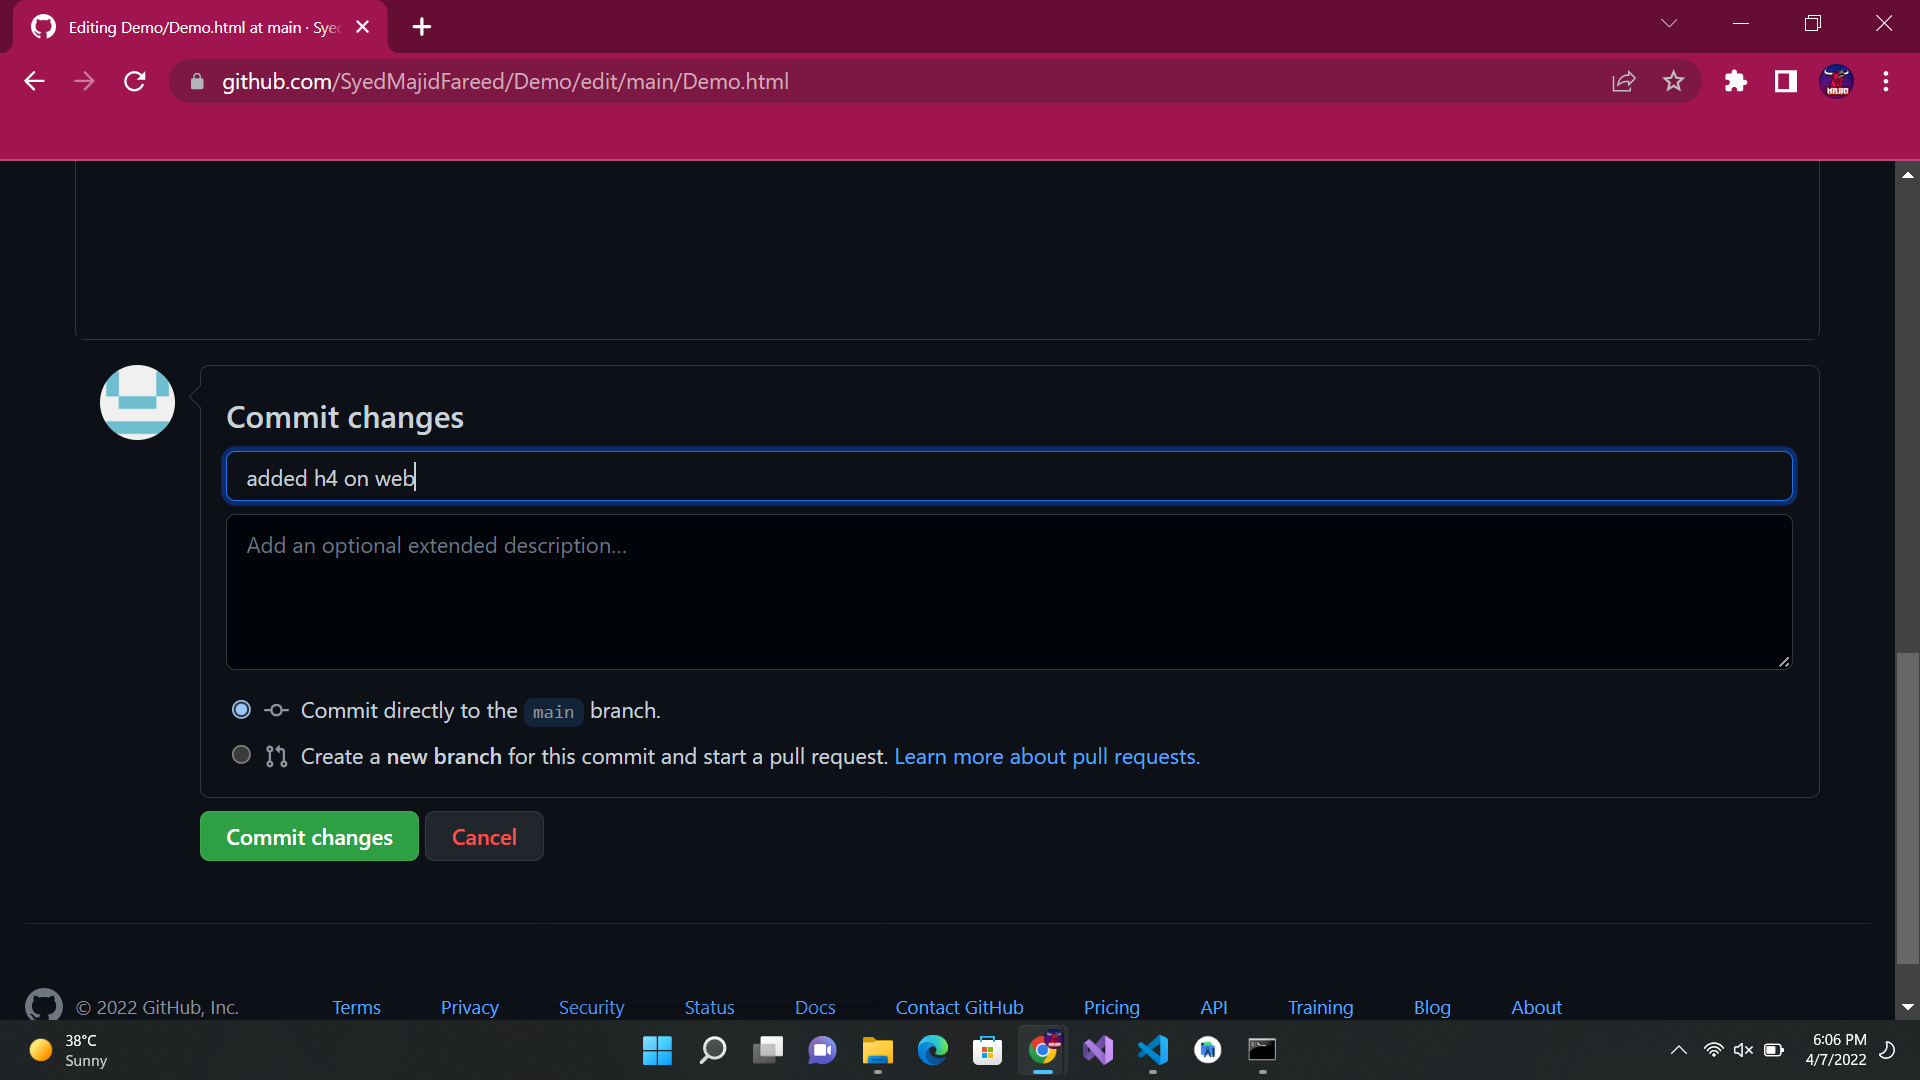 Editing Demo/Demo.html at main · Sye
github.com/SyedMajidFareed/Demo/edit/main/Demo.html
MAJID
Commit changes
added h4 on web
Add an optional extended description...
Commit directly to the main branch.
Create a new branch for this commit and start a pull request. Learn more about pull requests.
Commit changes Cancel
© 2022 GitHub, Inc. Terms Privacy Security Status Docs Contact GitHub Pricing API Training Blog About
38°C
Sunny
6:06 PM
4/7/2022